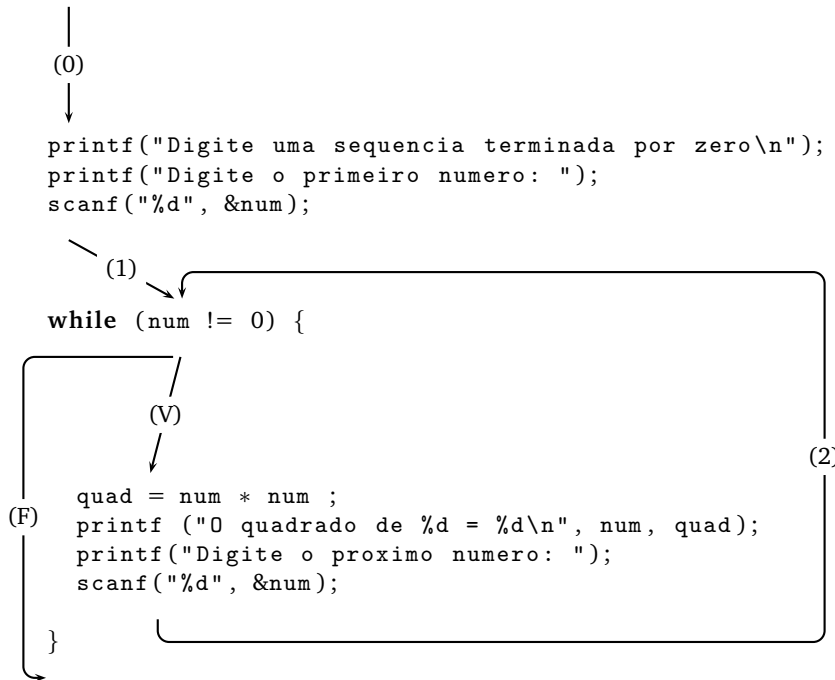 (0)
printf("Digite uma sequencia terminada por zero\n");
printf("Digite o primeiro numero: ");
scanf("%d", &num);
(1)
while (num != 0) {
(V)
(2)
quad = num * num ;
(F)
printf ("O quadrado de %d = %d\n", num, quad);
printf("Digite o proximo numero: ");
scanf("%d", &num);
}